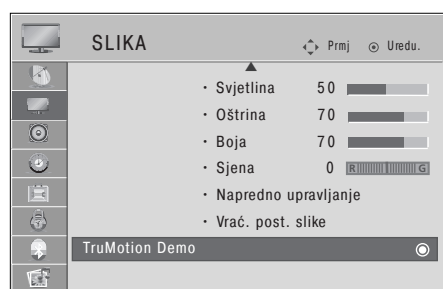 SLIKA Prmj Uredu.
• Svjetlina 50
• Oštrina 70
• Boja 70
• Sjena 0 R G
• Napredno upravljanje
• Vrać. post. slike
TruMotion Demo